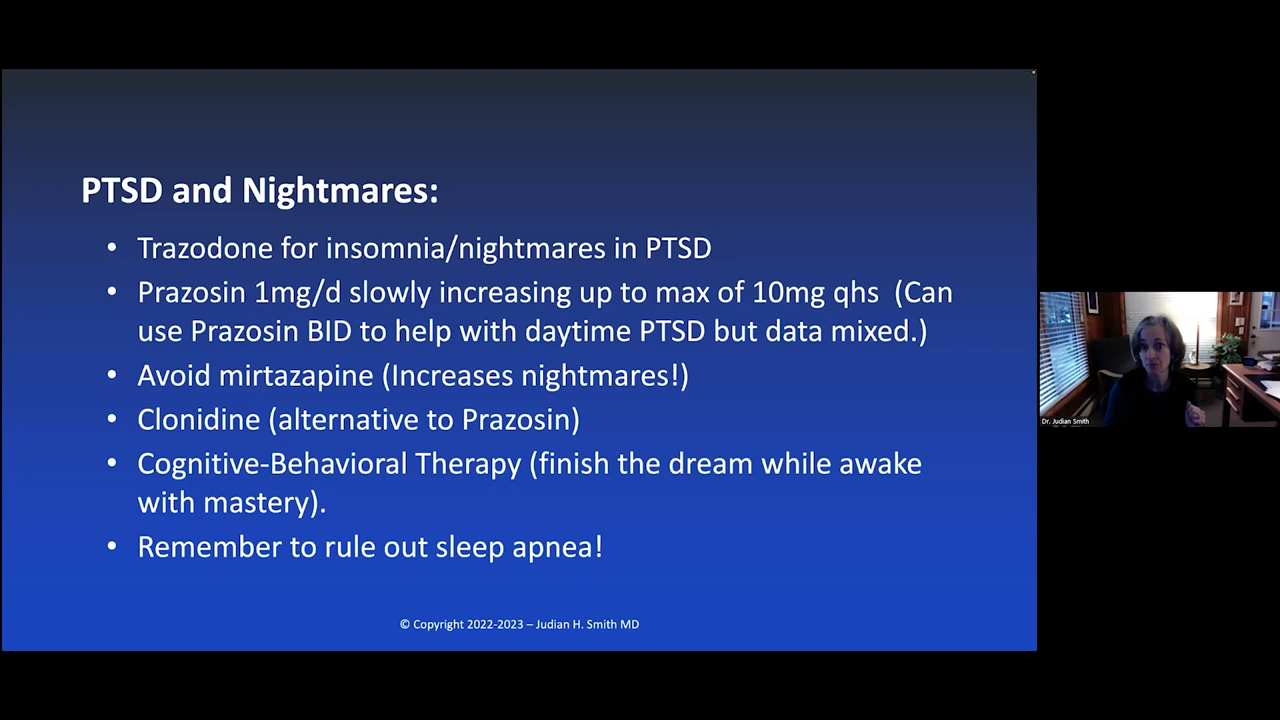 PTSD and Nightmares:
• Trazodone for insomnia/nightmares in PTSD
• Prazosin 1mg/d slowly increasing up to max of 10mg qhs  (Can
use Prazosin BID to help with daytime PTSD but data mixed.)
• Avoid mirtazapine (Increases nightmares!)
• Clonidine (alternative to Prazosin)
• Cognitive-Behavioral Therapy (finish the dream while awake
with mastery).
• Remember to rule out sleep apnea!
© Copyright 2022-2023 – Judian H. Smith MD
Dr. Judian Smith